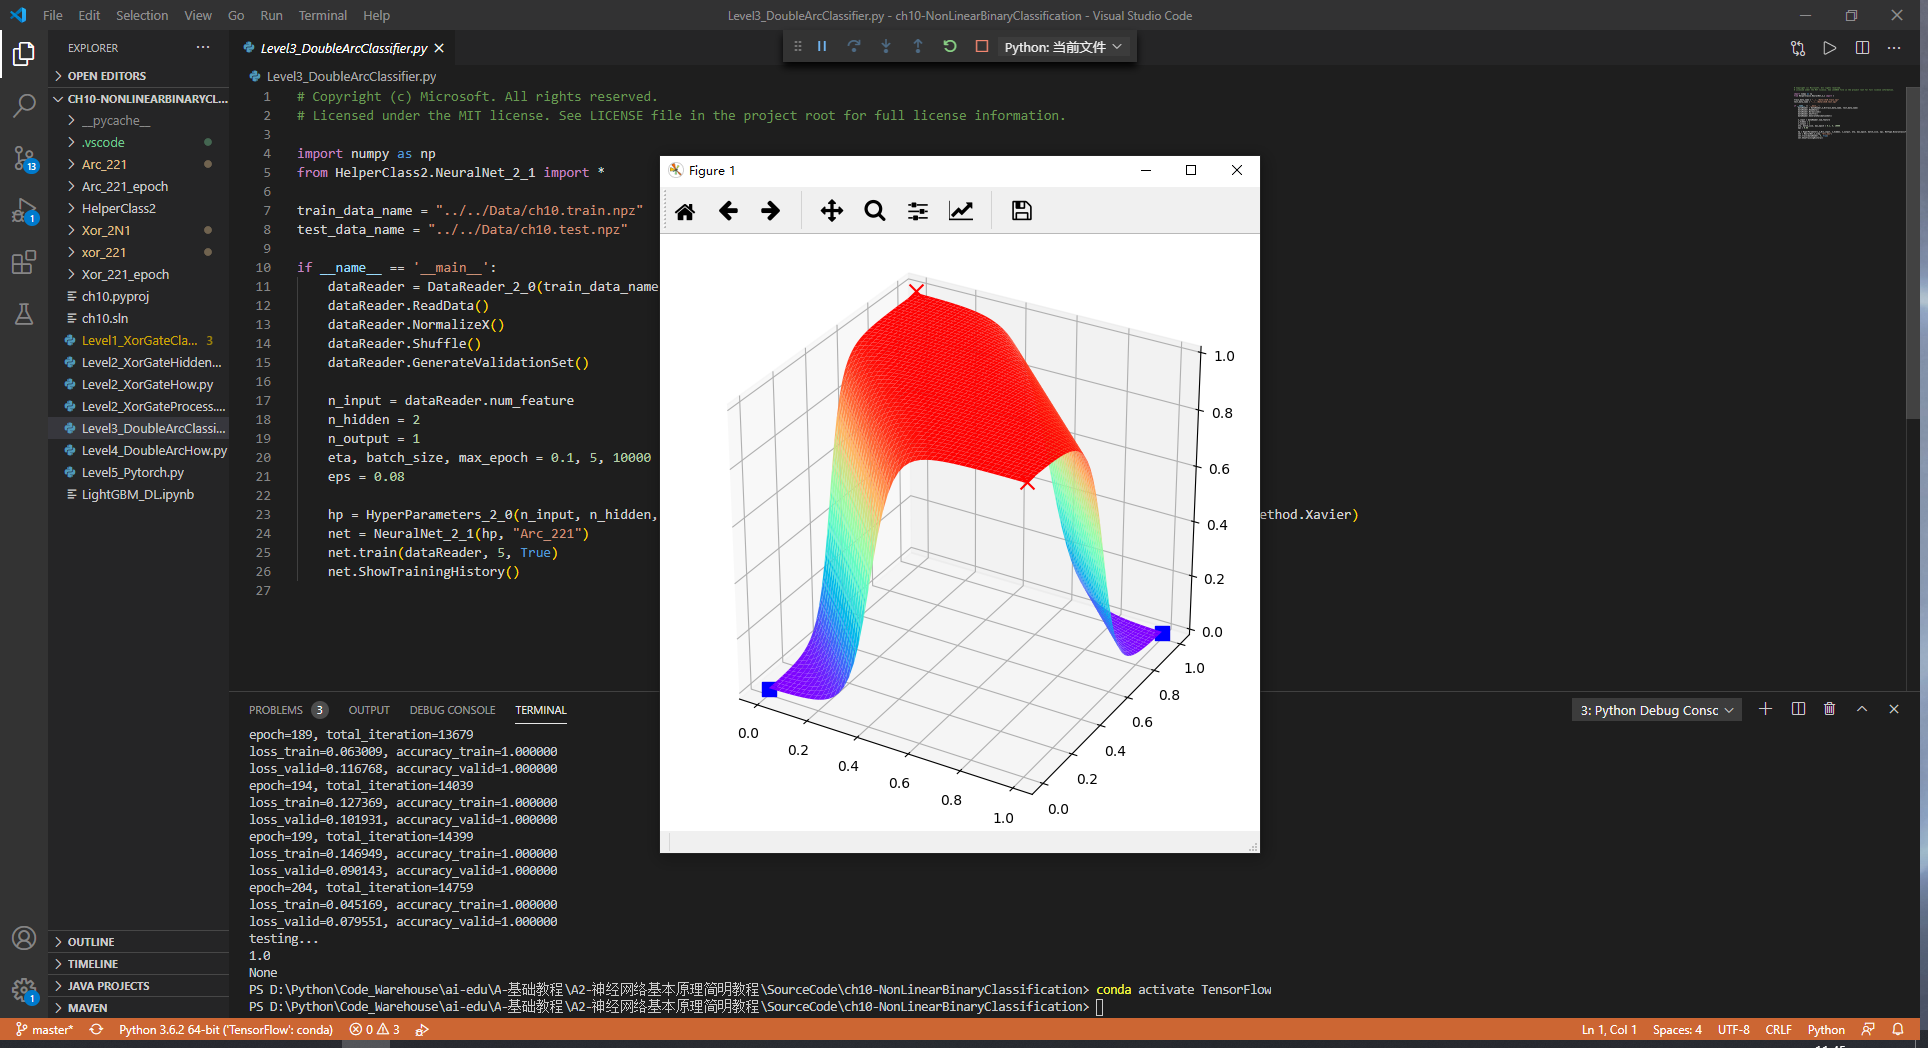 File Edit Selection View Go Run Terminal Help
Level3_DoubleArcClassifier.py - ch10-NonLinearBinaryClassification - Visual Studio Code
EXPLORER
OPEN EDITORS
CH10-NONLINEARBINARYCL...
__pycache__
.vscode
Arc_221
Arc_221_epoch
HelperClass2
Xor_2N1
xor_221
Xor_221_epoch
ch10.pyproj
ch10.sln
Level1_XorGateCla... 3
Level2_XorGateHidden...
Level2_XorGateHow.py
Level2_XorGateProcess....
Level3_DoubleArcClassi...
Level4_DoubleArcHow.py
Level5_Pytorch.py
LightGBM_DL.ipynb
OUTLINE
TIMELINE
JAVA PROJECTS
MAVEN
13
1
1
Level3_DoubleArcClassifier.py
Python: 当前文件
Level3_DoubleArcClassifier.py
1 # Copyright (c) Microsoft. All rights reserved.
2 # Licensed under the MIT license. See LICENSE file in the project root for full license information.
3
4 import numpy as np
5 from HelperClass2.NeuralNet_2_1 import *
6
7 train_data_name = "../../Data/ch10.train.npz"
8 test_data_name = "../../Data/ch10.test.npz"
9
10 if __name__ == '__main__':
11 dataReader = DataReader_2_0(train_data_name
12 dataReader.ReadData()
13 dataReader.NormalizeX()
14 dataReader.Shuffle()
15 dataReader.GenerateValidationSet()
16
17 n_input = dataReader.num_feature
18 n_hidden = 2
19 n_output = 1
20 eta, batch_size, max_epoch = 0.1, 5, 10000
21 eps = 0.08
22
23 hp = HyperParameters_2_0(n_input, n_hidden, ethod.Xavier)
24 net = NeuralNet_2_1(hp, "Arc_221")
25 net.train(dataReader, 5, True)
26 net.ShowTrainingHistory()
27
Figure 1
1.0
0.8
0.6
0.4
0.2
0.0
1.0
0.8
0.6
0.4
0.2
0.0
0.0
0.2
0.4
0.6
0.8
1.0
PROBLEMS 3 OUTPUT DEBUG CONSOLE TERMINAL
3: Python Debug Consc
epoch=189, total_iteration=13679
loss_train=0.063009, accuracy_train=1.000000
loss_valid=0.116768, accuracy_valid=1.000000
epoch=194, total_iteration=14039
loss_train=0.127369, accuracy_train=1.000000
loss_valid=0.101931, accuracy_valid=1.000000
epoch=199, total_iteration=14399
loss_train=0.146949, accuracy_train=1.000000
loss_valid=0.090143, accuracy_valid=1.000000
epoch=204, total_iteration=14759
loss_train=0.045169, accuracy_train=1.000000
loss_valid=0.079551, accuracy_valid=1.000000
testing...
1.0
None
PS D:\Python\Code_Warehouse\ai-edu\A-基础教程\A2-神经网络基本原理简明教程\SourceCode\ch10-NonLinearBinaryClassification> conda activate TensorFlow
PS D:\Python\Code_Warehouse\ai-edu\A-基础教程\A2-神经网络基本原理简明教程\SourceCode\ch10-NonLinearBinaryClassification>
master* Python 3.6.2 64-bit ('TensorFlow': conda) 0 3
Ln 1, Col 1 Spaces: 4 UTF-8 CRLF Python